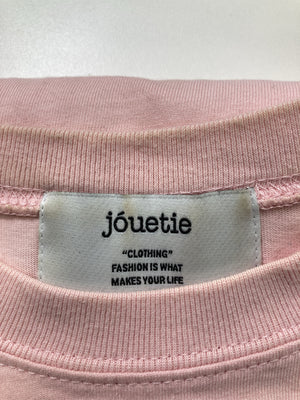 jóuetie
"CLOTHING"
FASHION IS WHAT
MAKES YOUR LIFE